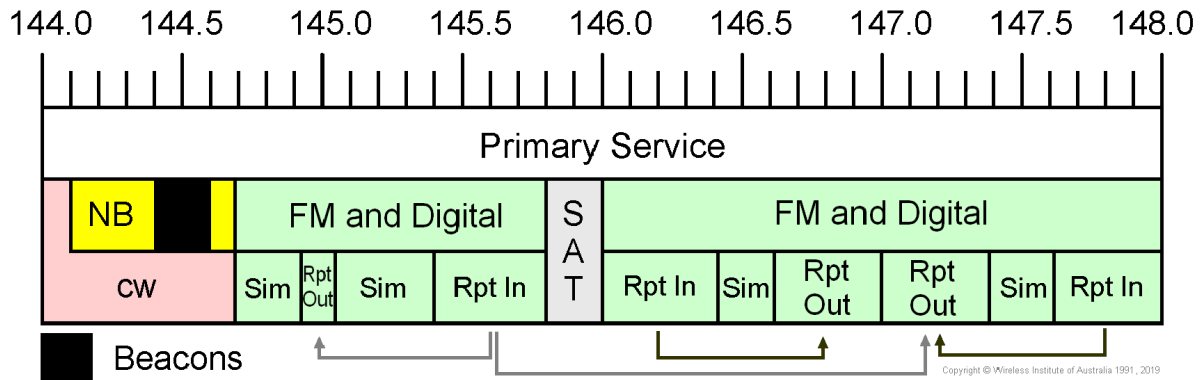 144.0 144.5 145.0 145.5 146.0 146.5 147.0 147.5 148.0
Primary Service
NB
FM and Digital
S
A
T
FM and Digital
CW
Sim
Rpt
Out
Sim
Rpt In
Rpt In
Sim
Rpt
Out
Rpt
Out
Sim
Rpt In
Beacons
Copyright © Wireless Institute of Australia 1991, 2019